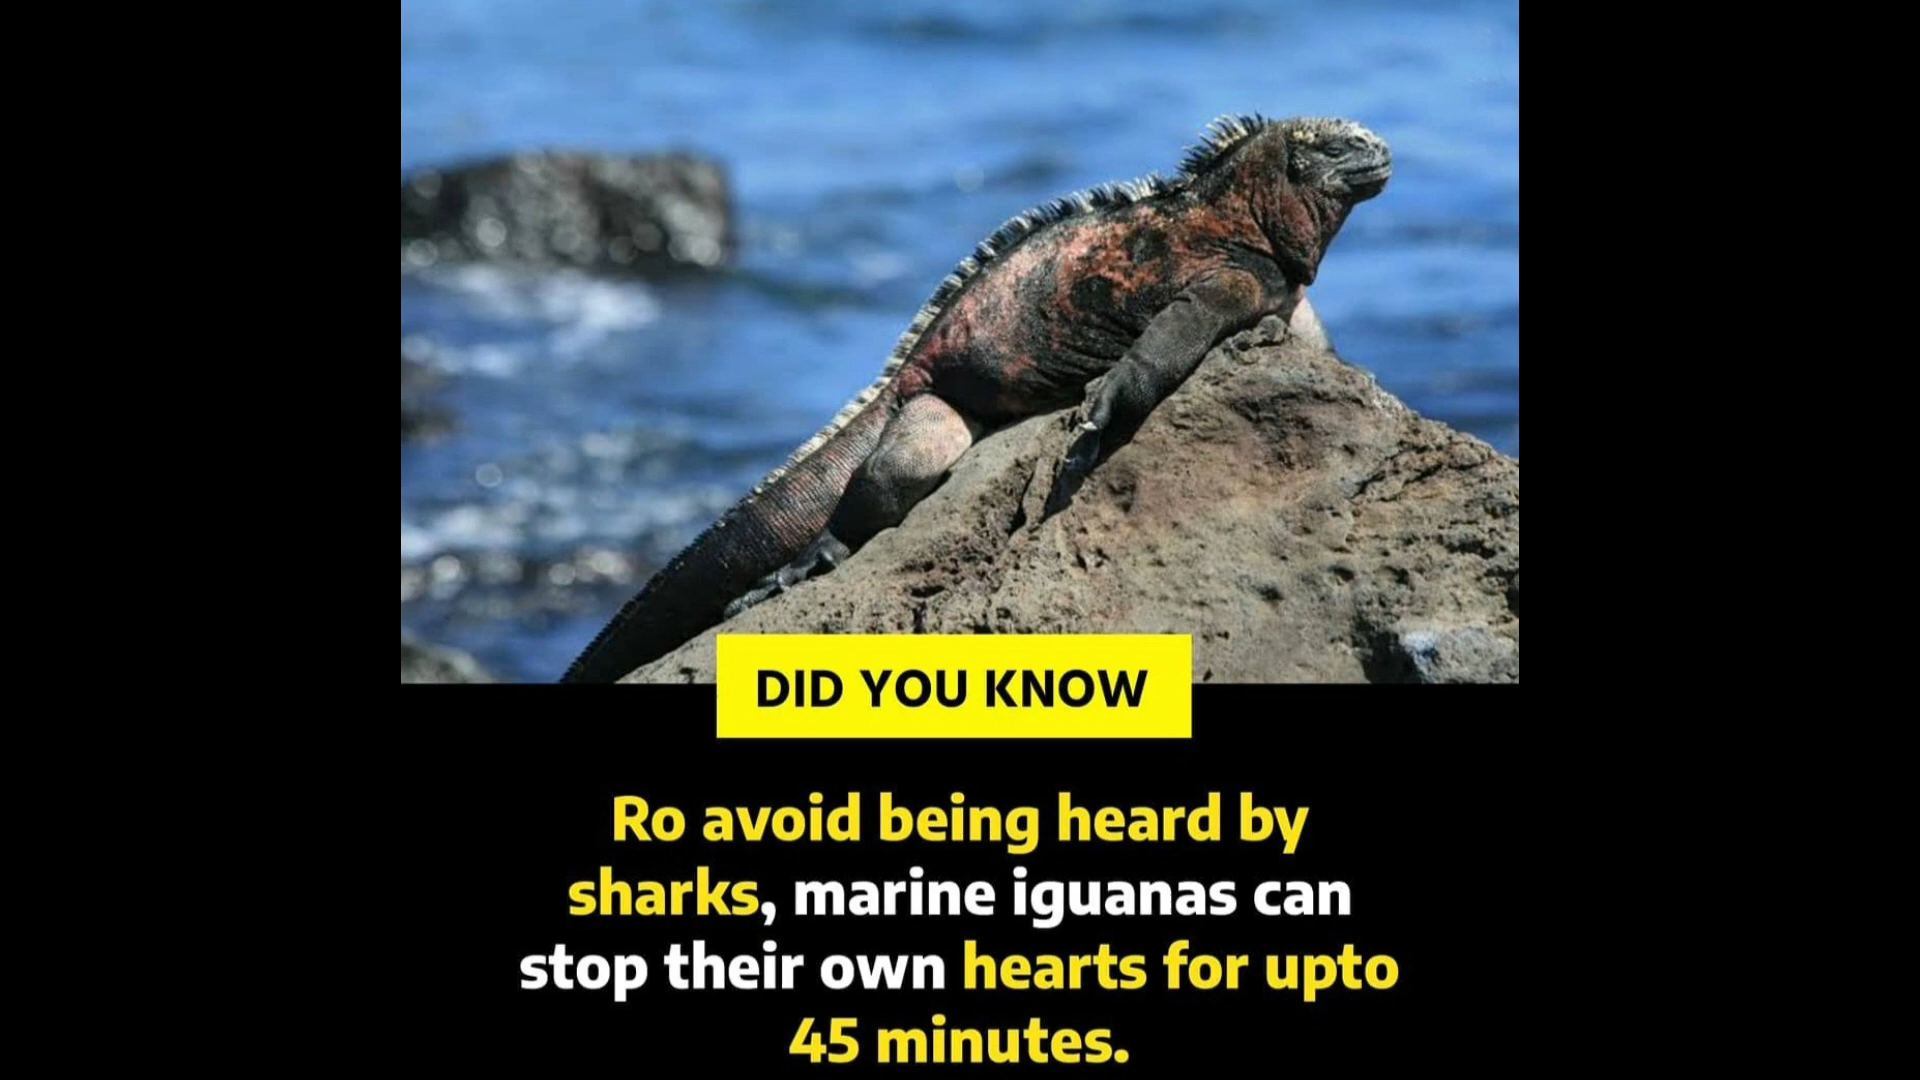 DID YOU KNOW
Ro avoid being heard by
sharks, marine iguanas can
stop their own hearts for upto
45 minutes.